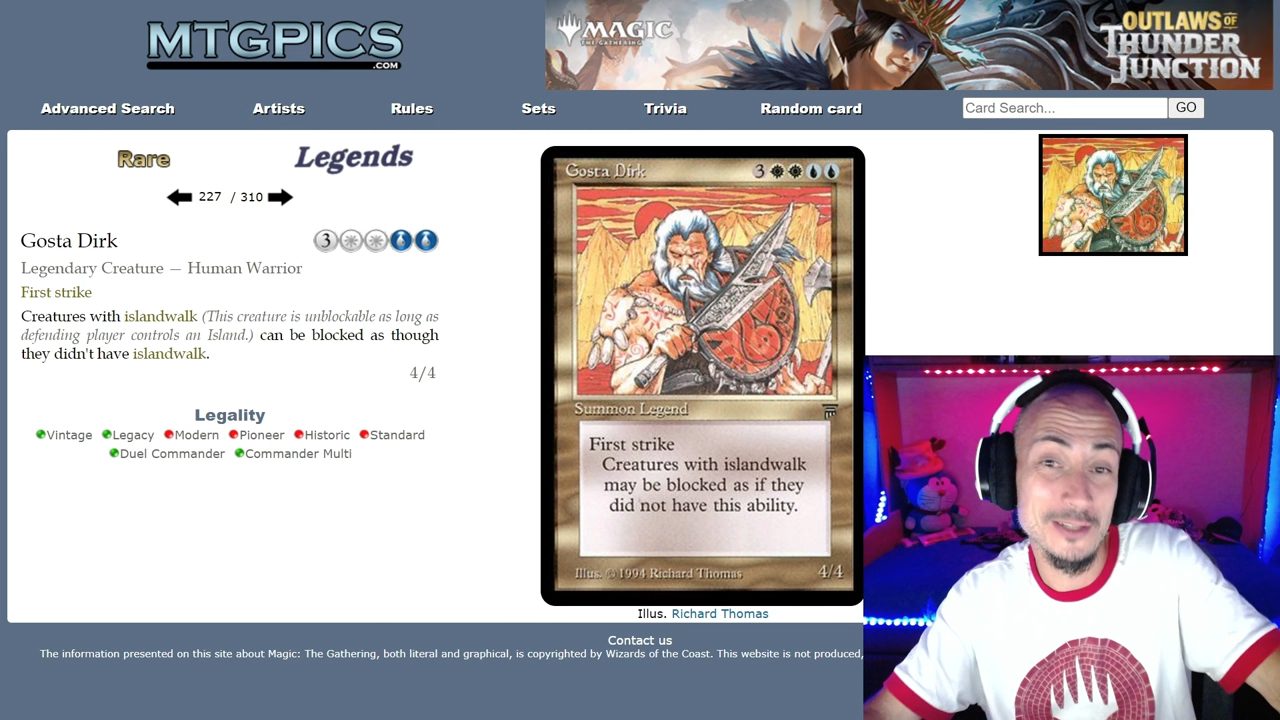 MTGPICS
.COM
MAGIC
THE GATHERING
OUTLAWS OF
THUNDER
JUNCTION
Advanced Search
Artists
Rules
Sets
Trivia
Random card
Card Search...
GO
Rare
Legends
227 / 310
Gosta Dirk
3
Legendary Creature — Human Warrior
First strike
Creatures with islandwalk (This creature is unblockable as long as
defending player controls an Island.) can be blocked as though
they didn't have islandwalk.
4/4
Legality
Vintage Legacy Modern Pioneer Historic Standard
Duel Commander Commander Multi
Gosta Dirk
3
Summon Legend
First strike
Creatures with islandwalk
may be blocked as if they
did not have this ability.
Illus. © 1994 Richard Thomas
4/4
Illus. Richard Thomas
Contact us
The information presented on this site about Magic: The Gathering, both literal and graphical, is copyrighted by Wizards of the Coast. This website is not produced,